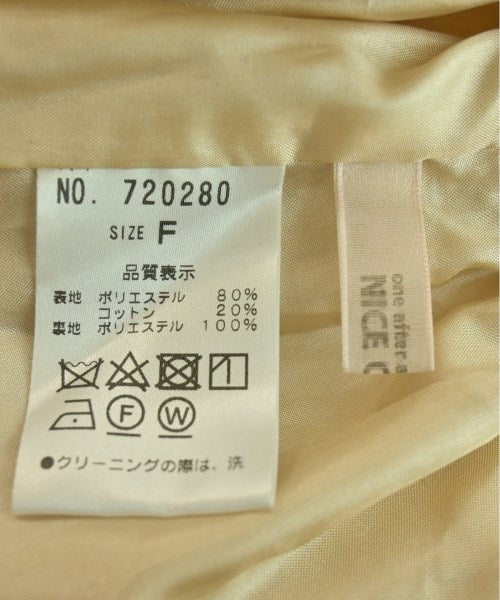 NO. 720280
SIZE F
品質表示
表地 ポリエステル 80%
コットン 20%
裏地 ポリエステル 100%
F W
●クリーニングの際は、洗
one after a
NICE